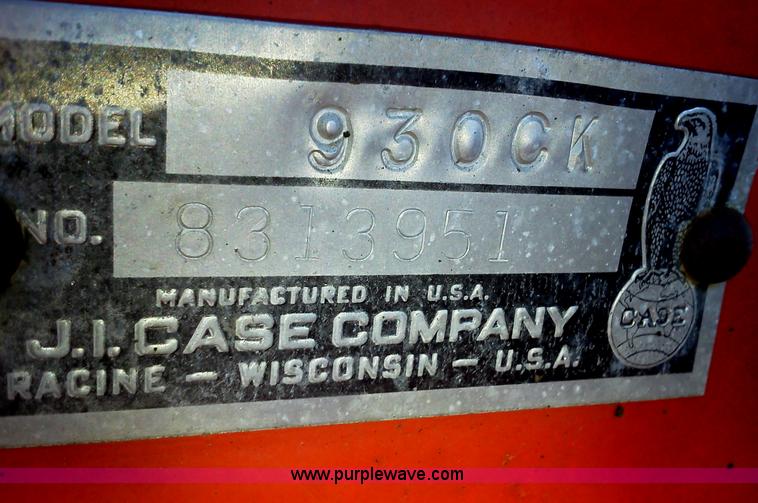 MODEL 930CK
NO. 8313951
MANUFACTURED IN U.S.A.
J.I. CASE COMPANY
RACINE - WISCONSIN - U.S.A.
CASE
www.purplewave.com